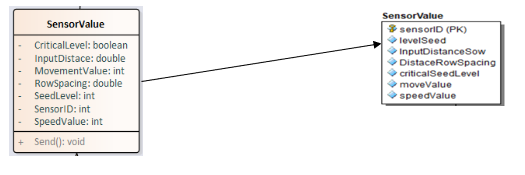 SensorValue
- CriticalLevel: boolean
- InputDistace: double
- MovementValue: int
- RowSpacing: double
- SeedLevel: int
- SensorID: int
- SpeedValue: int
+ Send(): void
SensorValue
sensorID (PK)
levelSeed
InputDistanceSow
DistaceRowSpacing
criticalSeedLevel
moveValue
speedValue